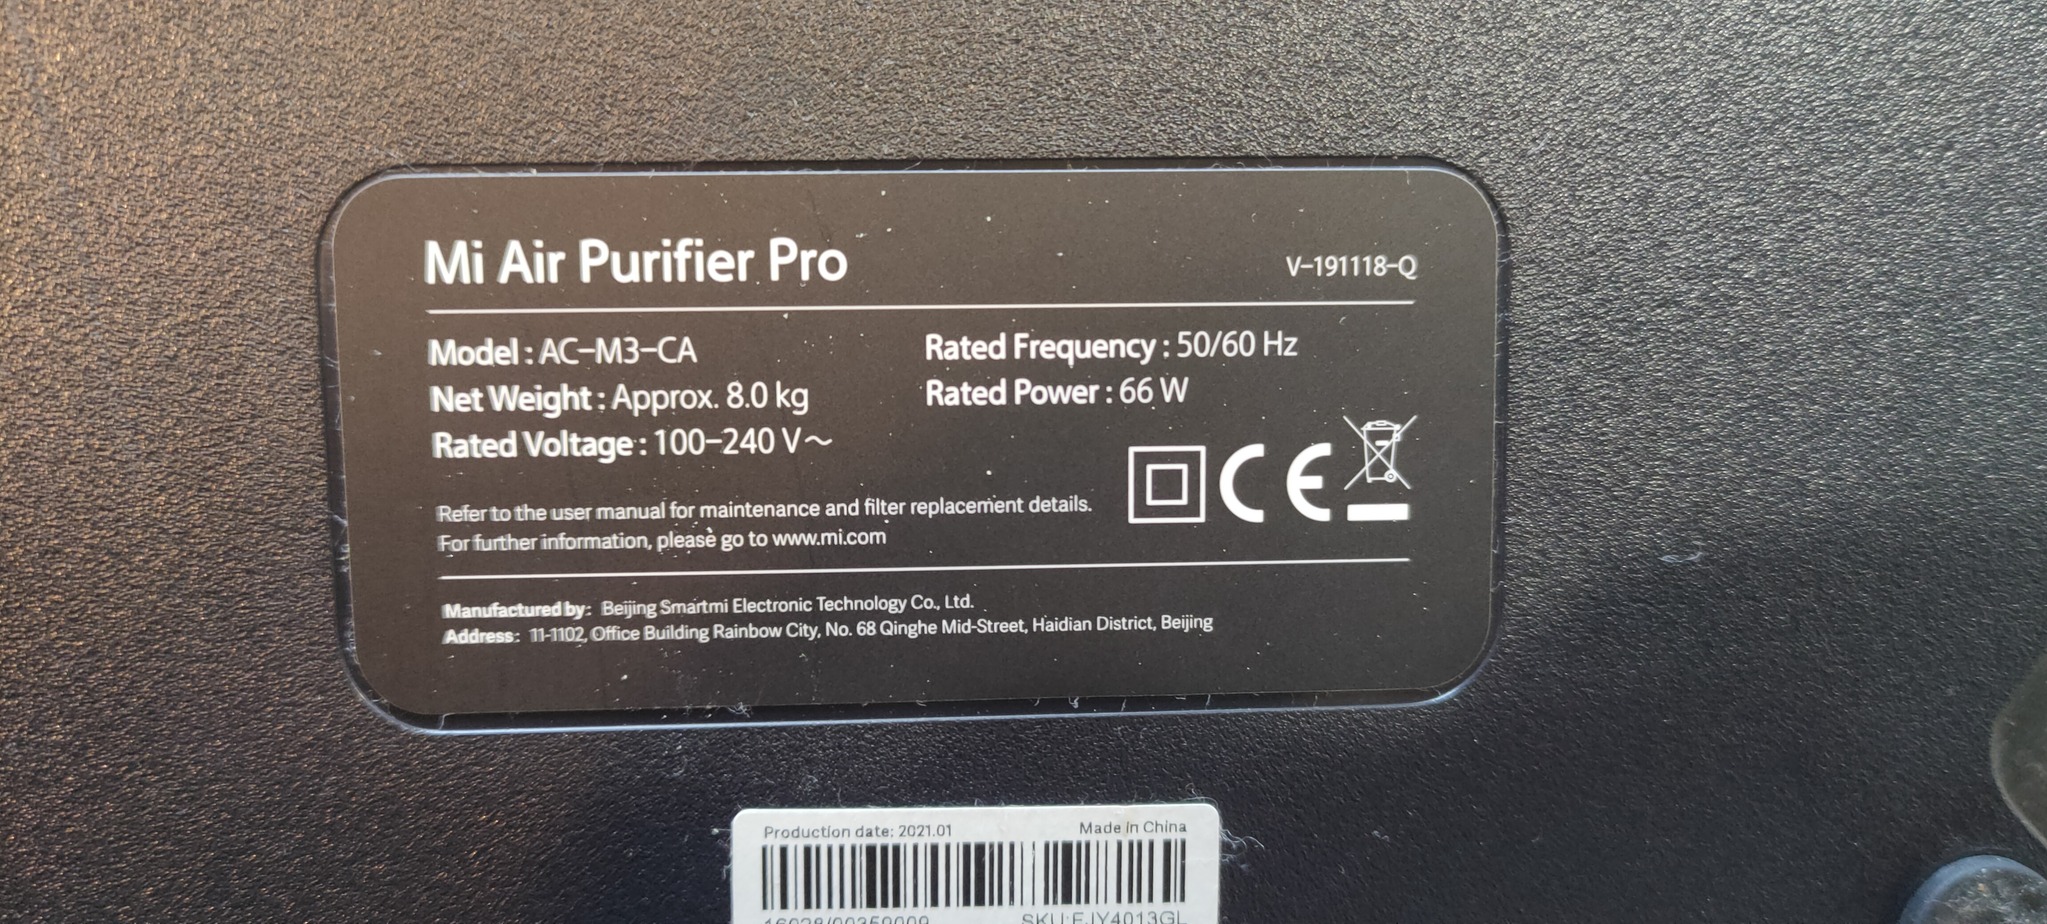 Mi Air Purifier Pro
V-191118-Q
Model : AC-M3-CA
Rated Frequency : 50/60 Hz
Net Weight : Approx. 8.0 kg
Rated Power : 66 W
Rated Voltage : 100-240 V~
CE
Refer to the user manual for maintenance and filter replacement details.
For further information, please go to www.mi.com
Manufactured by: Beijing Smartmi Electronic Technology Co., Ltd.
Address: 11-1102, Office Building Rainbow City, No. 68 Qinghe Mid-Street, Haidian District, Beijing
Production date: 2021.01
Made in China
SKU:FJY4013GL